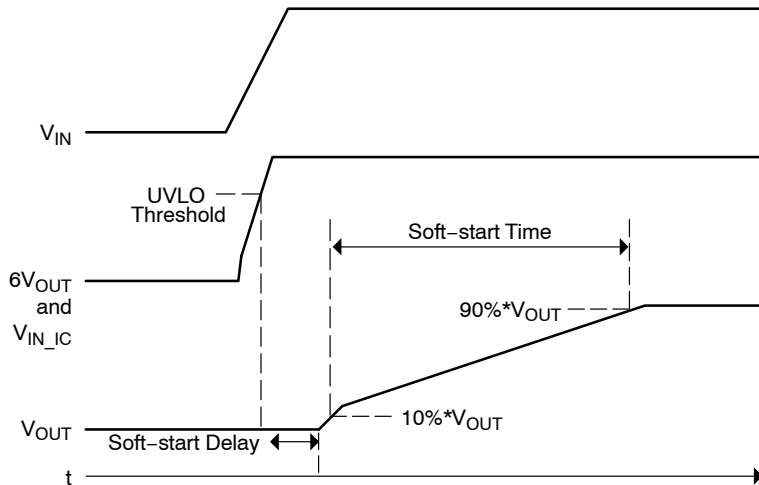 V_IN
UVLO
Threshold
Soft−start Time
6V_OUT
and
V_IN_IC
90%*V_OUT
10%*V_OUT
V_OUT
Soft−start Delay
t